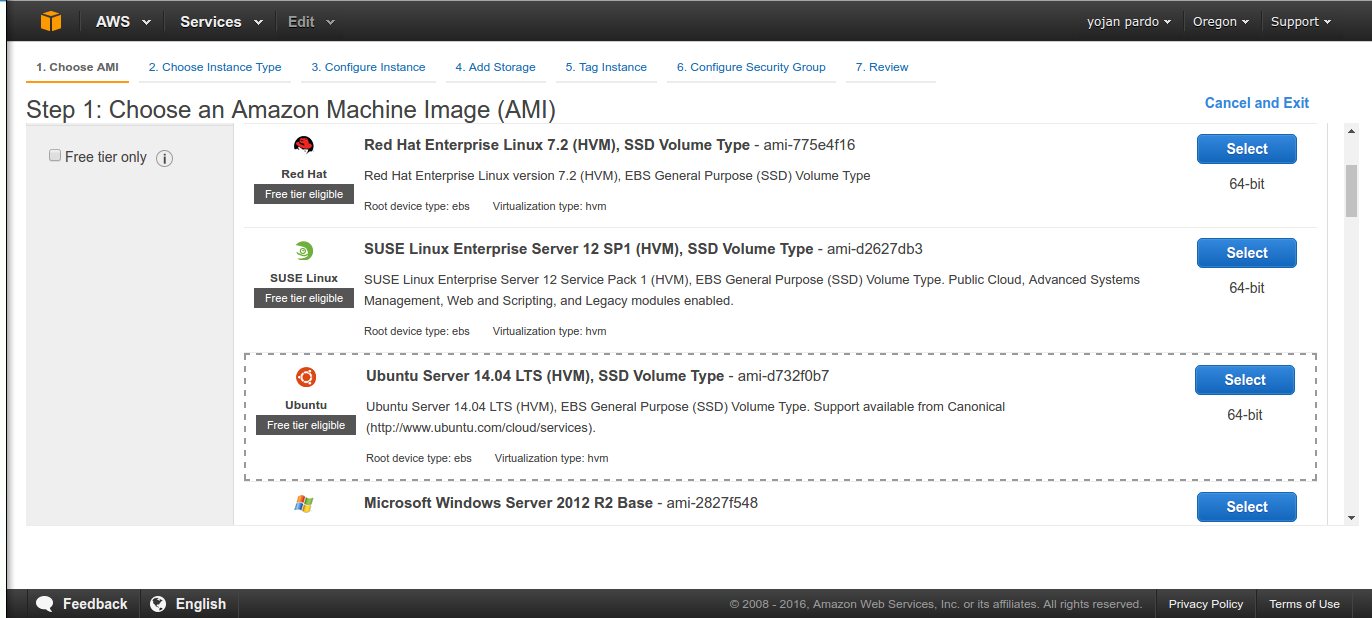 AWS Services Edit yojan pardo Oregon Support
1. Choose AMI 2. Choose Instance Type 3. Configure Instance 4. Add Storage 5. Tag Instance 6. Configure Security Group 7. Review
Step 1: Choose an Amazon Machine Image (AMI) Cancel and Exit
Free tier only i
Red Hat
Free tier eligible
Red Hat Enterprise Linux 7.2 (HVM), SSD Volume Type - ami-775e4f16
Red Hat Enterprise Linux version 7.2 (HVM), EBS General Purpose (SSD) Volume Type
Root device type: ebs Virtualization type: hvm
Select
64-bit
SUSE Linux
Free tier eligible
SUSE Linux Enterprise Server 12 SP1 (HVM), SSD Volume Type - ami-d2627db3
SUSE Linux Enterprise Server 12 Service Pack 1 (HVM), EBS General Purpose (SSD) Volume Type. Public Cloud, Advanced Systems
Management, Web and Scripting, and Legacy modules enabled.
Root device type: ebs Virtualization type: hvm
Select
64-bit
Ubuntu
Free tier eligible
Ubuntu Server 14.04 LTS (HVM), SSD Volume Type - ami-d732f0b7
Ubuntu Server 14.04 LTS (HVM), EBS General Purpose (SSD) Volume Type. Support available from Canonical
(http://www.ubuntu.com/cloud/services).
Root device type: ebs Virtualization type: hvm
Select
64-bit
Microsoft Windows Server 2012 R2 Base - ami-2827f548
Select
Feedback English © 2008 - 2016, Amazon Web Services, Inc. or its affiliates. All rights reserved. Privacy Policy Terms of Use